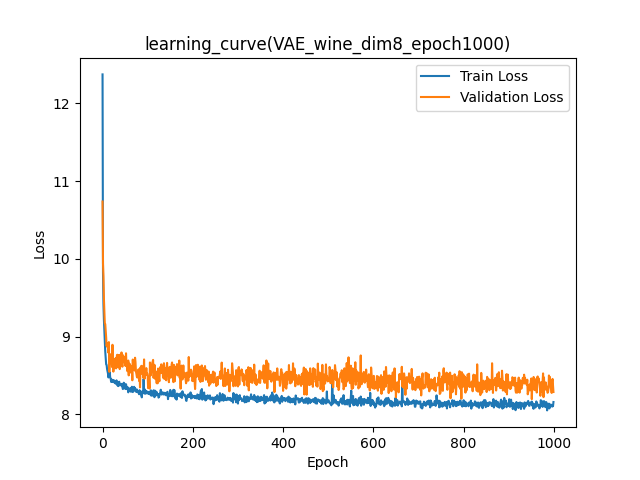 learning_curve(VAE_wine_dim8_epoch1000)
Train Loss
Validation Loss
12
11
10
9
8
Loss
0
200
400
600
800
1000
Epoch